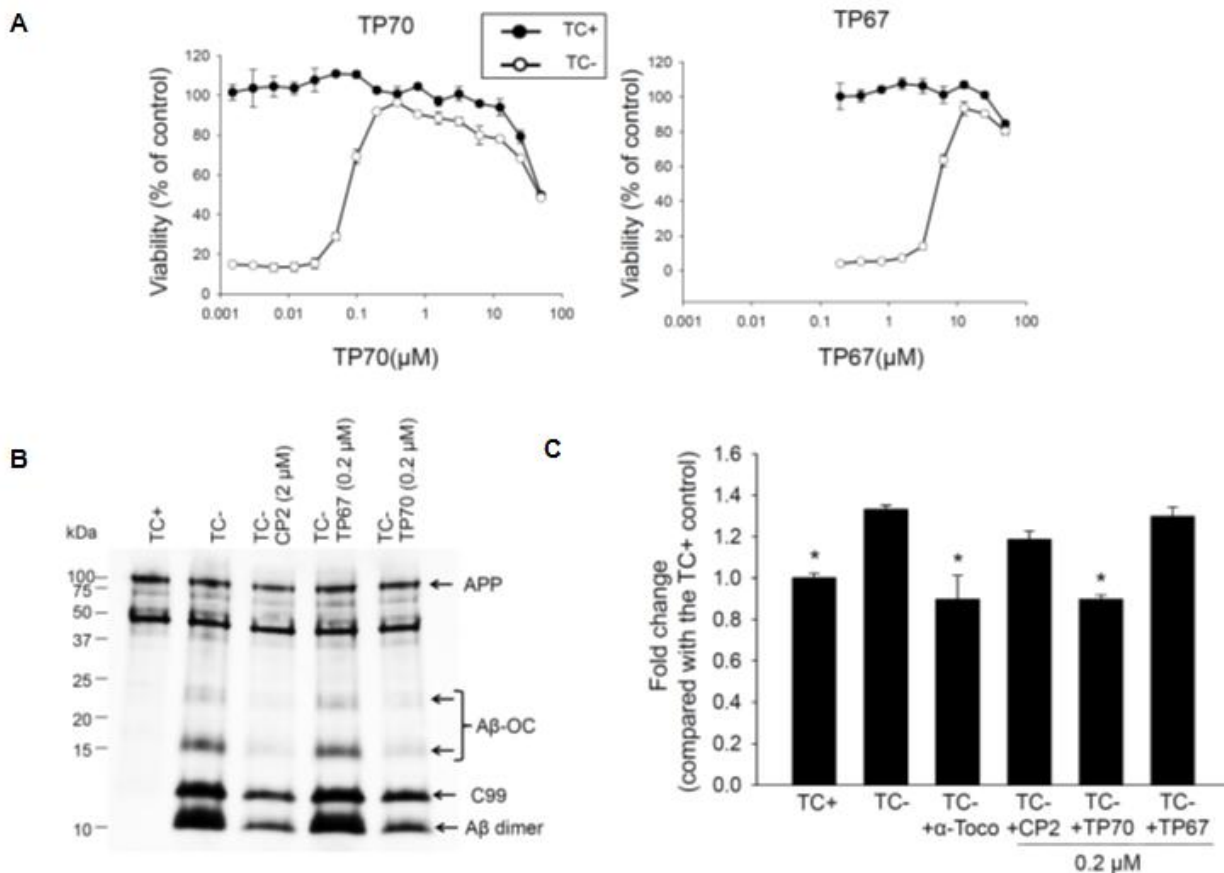 A
TP70
TC+
TC-
TP67
Viability (% of control)
120
100
80
60
40
20
0
0.001
0.01
0.1
1
10
100
TP70(µM)
Viability (% of control)
120
100
80
60
40
20
0
0.001
0.01
0.1
1
10
100
TP67(µM)
B
kDa
TC+
TC-
TC-
CP2 (2 µM)
TC-
TP67 (0.2 µM)
TC-
TP70 (0.2 µM)
100
75
50
37
25
20
15
10
APP
Aβ-OC
C99
Aβ dimer
C
Fold change
(compared with the TC+ control)
1.6
1.4
1.2
1.0
0.8
0.6
0.4
0.2
0.0
*
*
*
TC+
TC-
TC-
+α-Toco
TC-
+CP2
TC-
+TP70
TC-
+TP67
0.2 µM